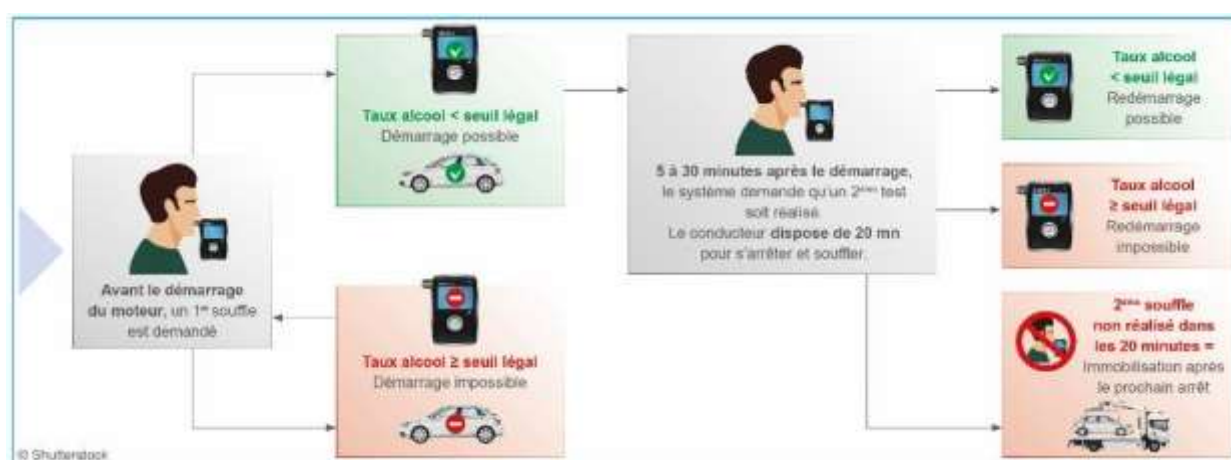 Avant le démarrage
du moteur, un 1er souffle
est demandé
Taux alcool < seuil légal
Démarrage possible
Taux alcool ≥ seuil légal
Démarrage impossible
5 à 30 minutes après le démarrage,
le système demande qu'un 2ème test
soit réalisé.
Le conducteur dispose de 20 mn
pour s'arrêter et souffler.
Taux alcool
< seuil légal
Redémarrage
possible
Taux alcool
≥ seuil légal
Redémarrage
impossible
2ème souffle
non réalisé dans
les 20 minutes =
Immobilisation après
le prochain arrêt
© Shutterstock